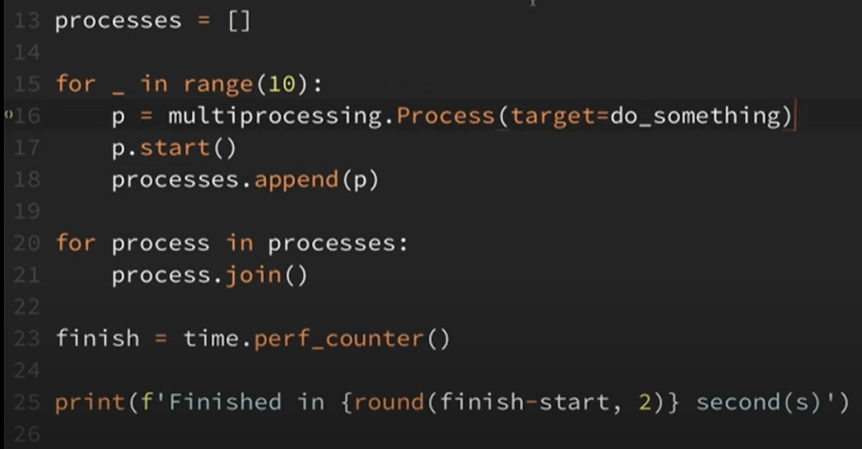 13 processes = []
14
15 for _ in range(10):
16     p = multiprocessing.Process(target=do_something)
17     p.start()
18     processes.append(p)
19
20 for process in processes:
21     process.join()
22
23 finish = time.perf_counter()
24
25 print(f'Finished in {round(finish-start, 2)} second(s)')
26